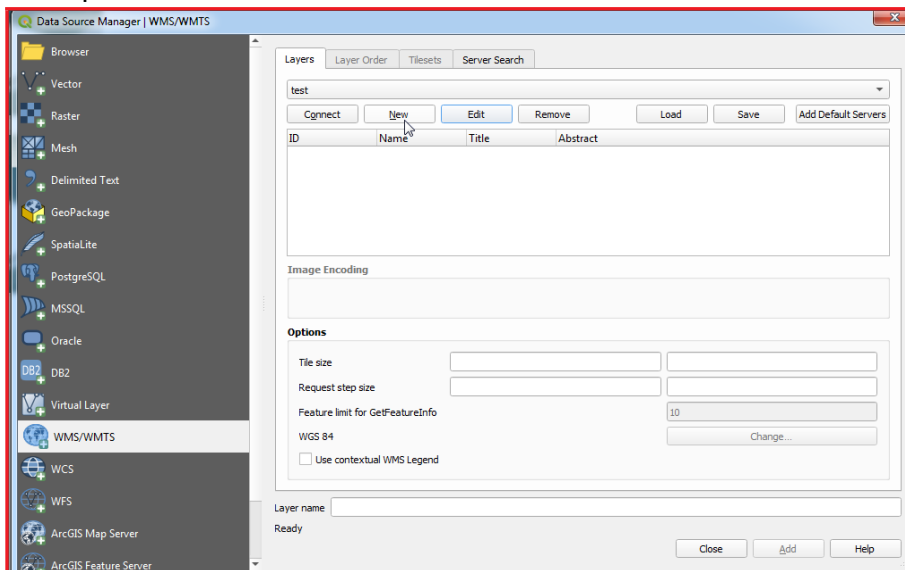 Data Source Manager | WMS/WMTS
Browser
Vector
Raster
Mesh
Delimited Text
GeoPackage
SpatiaLite
PostgreSQL
MSSQL
Oracle
DB2 DB2
Virtual Layer
WMS/WMTS
WCS
WFS
ArcGIS Map Server
ArcGIS Feature Server
Layers Layer Order Tilesets Server Search
test
Connect New Edit Remove Load Save Add Default Servers
ID Name Title Abstract
Image Encoding
Options
Tile size
Request step size
Feature limit for GetFeatureInfo 10
WGS 84 Change...
Use contextual WMS Legend
Layer name
Ready
Close Add Help